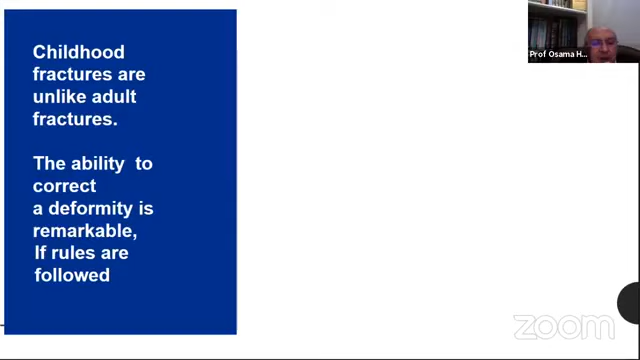 Childhood
fractures are
unlike adult
fractures.
The ability to
correct
a deformity is
remarkable,
If rules are
followed
Prof Osama H...
zoom